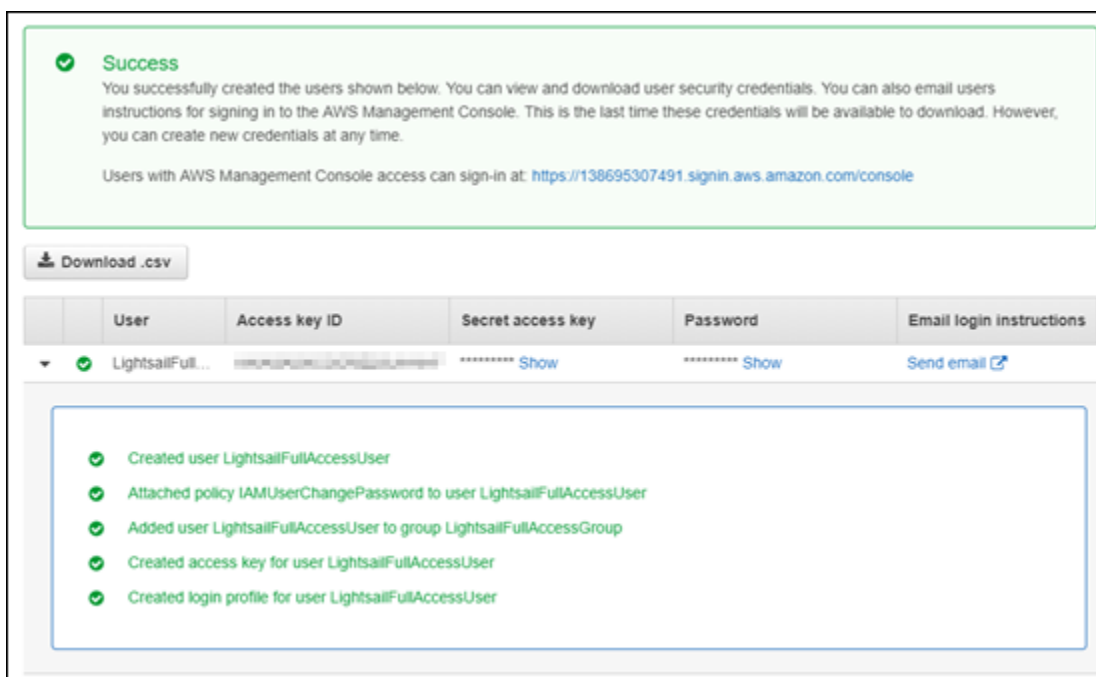 Success
You successfully created the users shown below. You can view and download user security credentials. You can also email users
instructions for signing in to the AWS Management Console. This is the last time these credentials will be available to download. However,
you can create new credentials at any time.
Users with AWS Management Console access can sign-in at: https://138695307491.signin.aws.amazon.com/console
Download .csv
User Access key ID Secret access key Password Email login instructions
LightsailFull... ********* Show ********* Show Send email
Created user LightsailFullAccessUser
Attached policy IAMUserChangePassword to user LightsailFullAccessUser
Added user LightsailFullAccessUser to group LightsailFullAccessGroup
Created access key for user LightsailFullAccessUser
Created login profile for user LightsailFullAccessUser